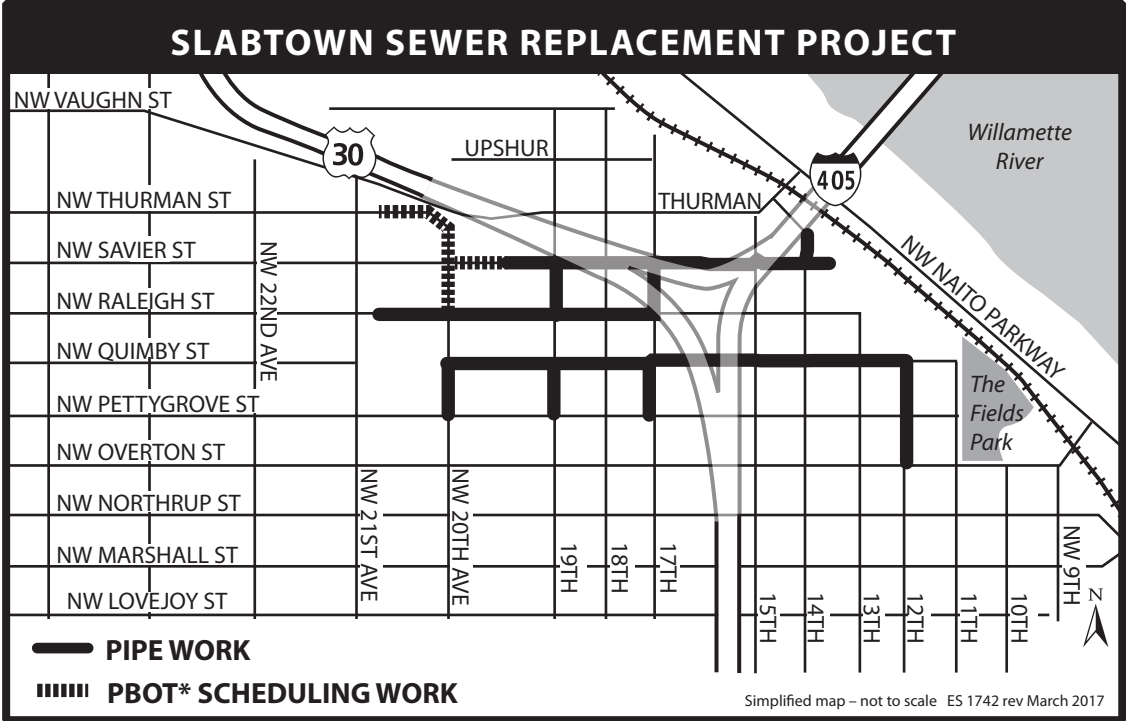 SLABTOWN SEWER REPLACEMENT PROJECT
NW VAUGHN ST
30
UPSHUR
405
Willamette
River
NW THURMAN ST
THURMAN
NW SAVIER ST
NW 22ND AVE
NW NAITO PARKWAY
NW RALEIGH ST
NW QUIMBY ST
NW PETTYGROVE ST
The
Fields
Park
NW OVERTON ST
NW NORTHRUP ST
NW 21ST AVE
NW 20TH AVE
NW MARSHALL ST
19TH
18TH
17TH
NW 9TH
NW LOVEJOY ST
15TH
14TH
13TH
12TH
11TH
10TH
N
PIPE WORK
PBOT* SCHEDULING WORK
Simplified map – not to scale ES 1742 rev March 2017